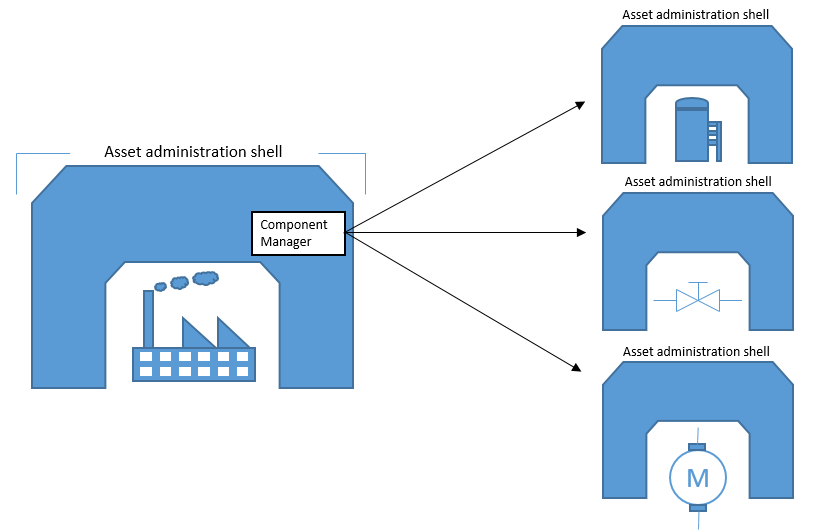 Asset administration shell
Component
Manager
Asset administration shell
Asset administration shell
Asset administration shell
M